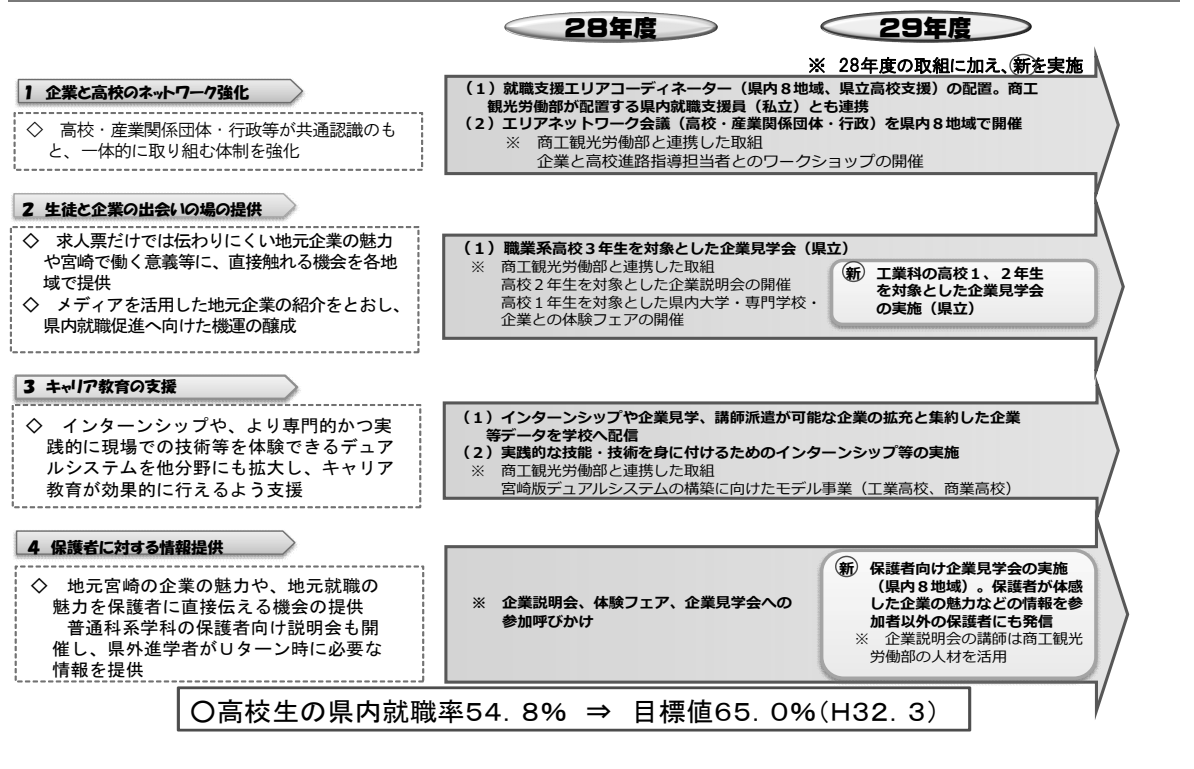 28年度
29年度
※ 28年度の取組に加え、㊟新を実施
1 企業と高校のネットワーク強化
◇ 高校・産業関係団体・行政等が共通認識のも
と、一体的に取り組む体制を強化
(1)就職支援エリアコーディネーター(県内8地域、県立高校支援)の配置。商工
観光労働部が配置する県内就職支援員(私立)とも連携
(2)エリアネットワーク会議(高校・産業関係団体・行政)を県内8地域で開催
※ 商工観光労働部と連携した取組
企業と高校進路指導担当者とのワークショップの開催
2 生徒と企業の出会いの場の提供
◇ 求人票だけでは伝わりにくい地元企業の魅力
や宮崎で働く意義等に、直接触れる機会を各地
域で提供
◇ メディアを活用した地元企業の紹介をとおし、
県内就職促進へ向けた機運の醸成
(1)職業系高校3年生を対象とした企業見学会(県立)
※ 商工観光労働部と連携した取組
高校2年生を対象とした企業説明会の開催
高校1年生を対象とした県内大学・専門学校・
企業との体験フェアの開催
新 工業科の高校1、2年生
を対象とした企業見学会
の実施(県立)
3 キャリア教育の支援
◇ インターンシップや、より専門的かつ実
践的に現場での技術等を体験できるデュア
ルシステムを他分野にも拡大し、キャリア
教育が効果的に行えるよう支援
(1)インターンシップや企業見学、講師派遣が可能な企業の拡充と集約した企業
等データを学校へ配信
(2)実践的な技能・技術を身に付けるためのインターンシップ等の実施
※ 商工観光労働部と連携した取組
宮崎版デュアルシステムの構築に向けたモデル事業(工業高校、商業高校)
4 保護者に対する情報提供
◇ 地元宮崎の企業の魅力や、地元就職の
魅力を保護者に直接伝える機会の提供
普通科系学科の保護者向け説明会も開
催し、県外進学者がUターン時に必要な
情報を提供
※ 企業説明会、体験フェア、企業見学会への
参加呼びかけ
新 保護者向け企業見学会の実施
(県内8地域)。保護者が体感
した企業の魅力などの情報を参
加者以外の保護者にも発信
※ 企業説明会の講師は商工観光
労働部の人材を活用
〇高校生の県内就職率54.8% ⇒ 目標値65.0%(H32.3)